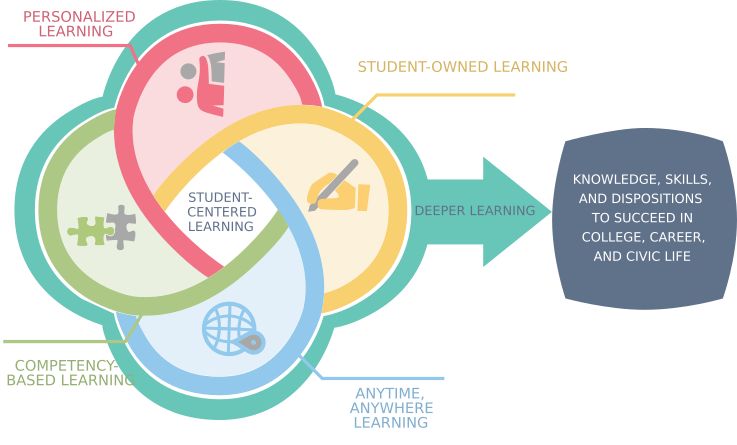 PERSONALIZED
LEARNING
STUDENT-OWNED LEARNING
STUDENT-
CENTERED
LEARNING
DEEPER LEARNING
KNOWLEDGE, SKILLS,
AND DISPOSITIONS
TO SUCCEED IN
COLLEGE, CAREER,
AND CIVIC LIFE
COMPETENCY-
BASED LEARNING
ANYTIME,
ANYWHERE
LEARNING